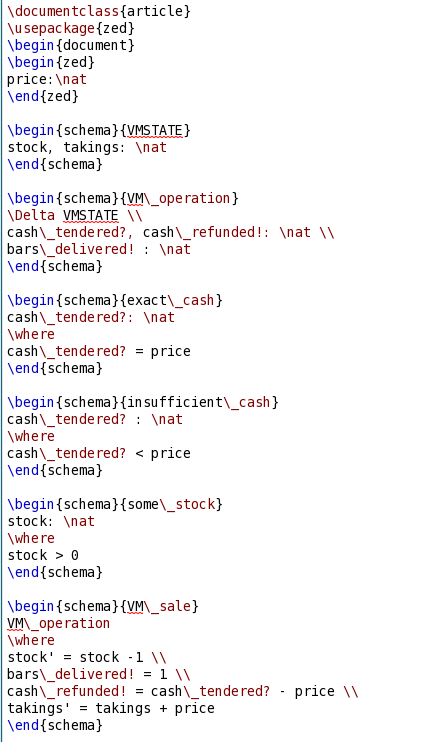 \documentclass{article}
\usepackage{zed}
\begin{document}
\begin{zed}
price:\nat
\end{zed}
\begin{schema}{VMSTATE}
stock, takings: \nat
\end{schema}
\begin{schema}{VM\_operation}
\Delta VMSTATE \\
cash\_tendered?, cash\_refunded!: \nat \\
bars\_delivered! : \nat
\end{schema}
\begin{schema}{exact\_cash}
cash\_tendered?: \nat
\where
cash\_tendered? = price
\end{schema}
\begin{schema}{insufficient\_cash}
cash\_tendered? : \nat
\where
cash\_tendered? < price
\end{schema}
\begin{schema}{some\_stock}
stock: \nat
\where
stock > 0
\end{schema}
\begin{schema}{VM\_sale}
VM\_operation
\where
stock' = stock -1 \\
bars\_delivered! = 1 \\
cash\_refunded! = cash\_tendered? - price \\
takings' = takings + price
\end{schema}